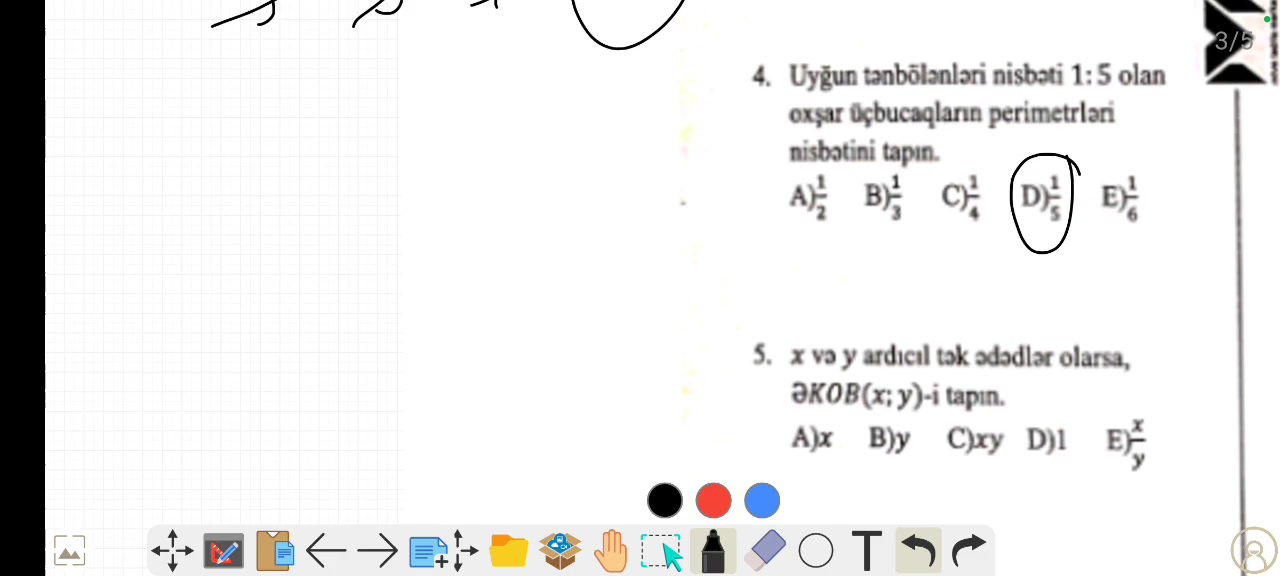 3/5
4. Uyğun tənbölənləri nisbəti 1:5 olan
oxşar üçbucaqların perimetrləri
nisbətini tapın.
A)1/2 B)1/3 C)1/4 D)1/5 E)1/6
5. x və y ardıcıl tək ədədlər olarsa,
ƏKOB(x; y)-i tapın.
A)x B)y C)xy D)1 E)x/y
T